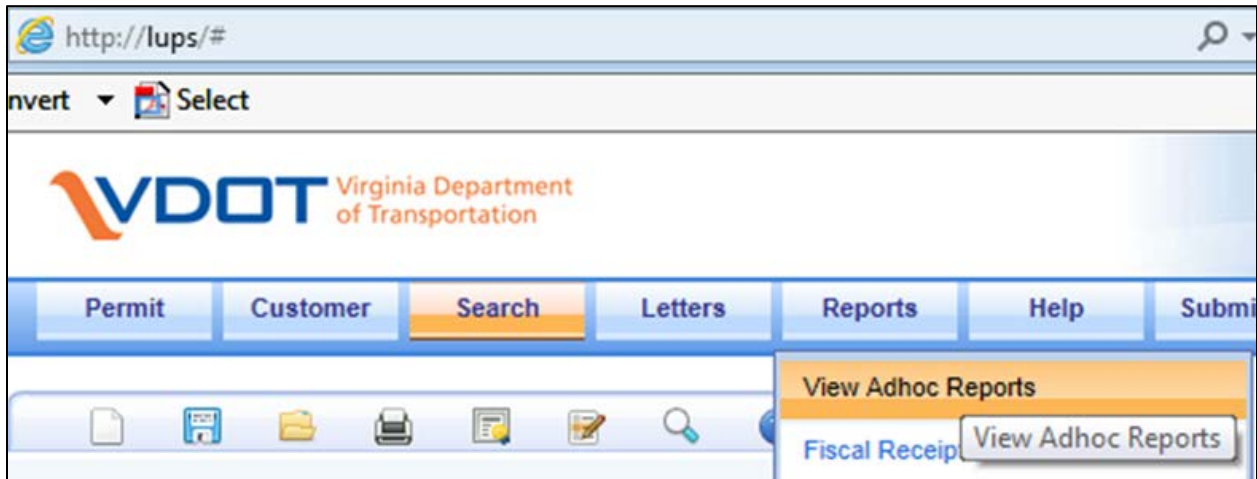 http://lups/#
nvert Select
VDOT Virginia Department
of Transportation
Permit Customer Search Letters Reports Help Submi
View Adhoc Reports
Fiscal Receip View Adhoc Reports